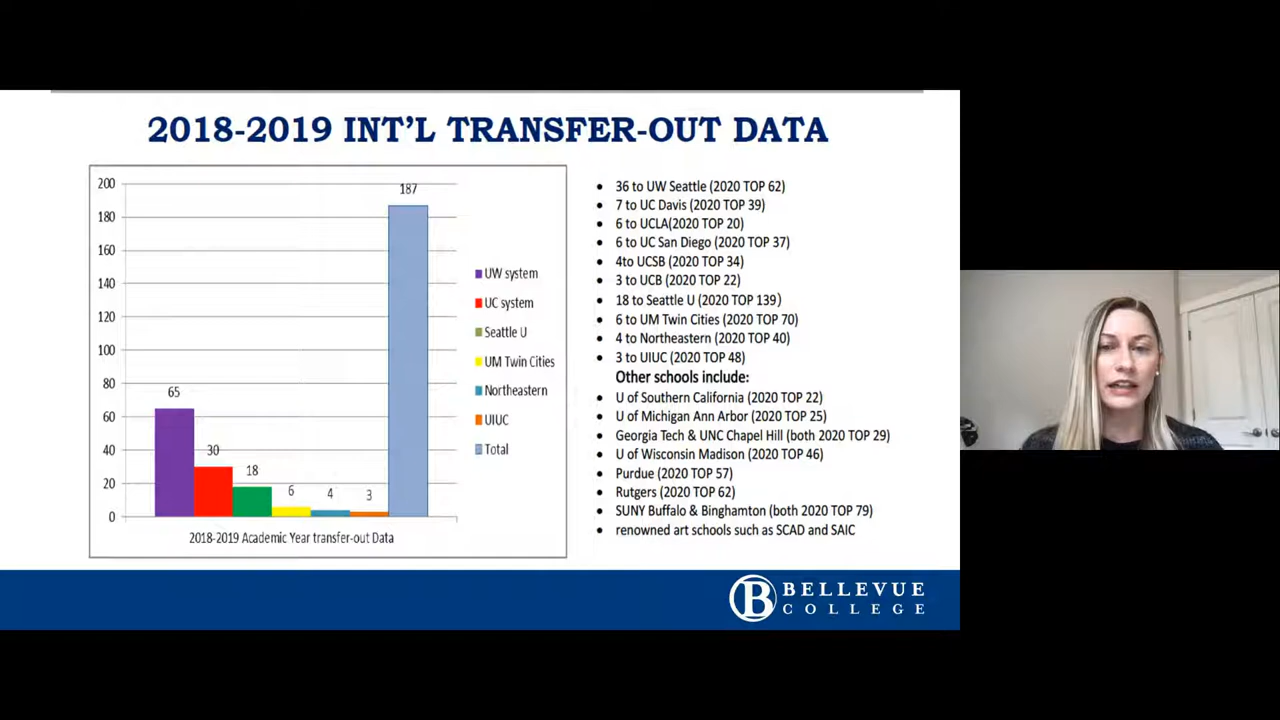 2018-2019 INT'L TRANSFER-OUT DATA
200
180
160
140
120
100
80
60
40
20
0
65
30
18
6
4
3
187
2018-2019 Academic Year transfer-out Data
UW system
UC system
Seattle U
UM Twin Cities
Northeastern
UIUC
Total
• 36 to UW Seattle (2020 TOP 62)
• 7 to UC Davis (2020 TOP 39)
• 6 to UCLA(2020 TOP 20)
• 6 to UC San Diego (2020 TOP 37)
• 4to UCSB (2020 TOP 34)
• 3 to UCB (2020 TOP 22)
• 18 to Seattle U (2020 TOP 139)
• 6 to UM Twin Cities (2020 TOP 70)
• 4 to Northeastern (2020 TOP 40)
• 3 to UIUC (2020 TOP 48)
Other schools include:
• U of Southern California (2020 TOP 22)
• U of Michigan Ann Arbor (2020 TOP 25)
• Georgia Tech & UNC Chapel Hill (both 2020 TOP 29)
• U of Wisconsin Madison (2020 TOP 46)
• Purdue (2020 TOP 57)
• Rutgers (2020 TOP 62)
• SUNY Buffalo & Binghamton (both 2020 TOP 79)
• renowned art schools such as SCAD and SAIC
B BELLEVUE
COLLEGE